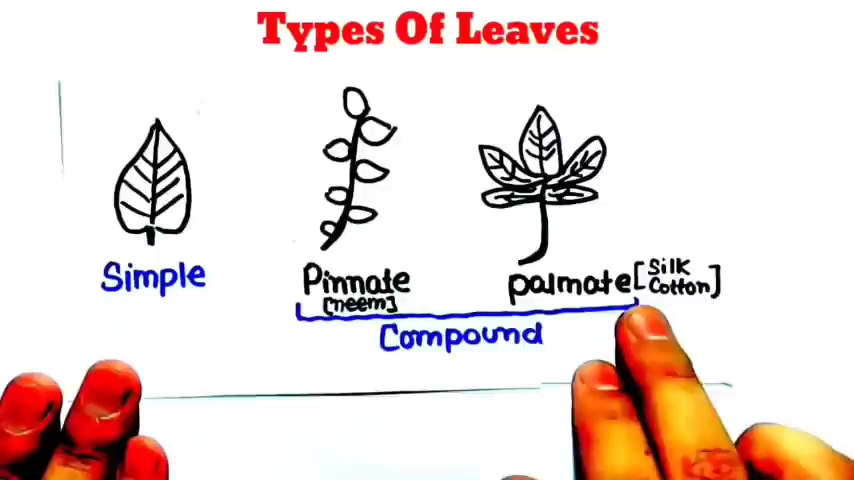 Types Of Leaves
Simple
Pinnate
[neem]
palmate [Silk Cotton]
Compound